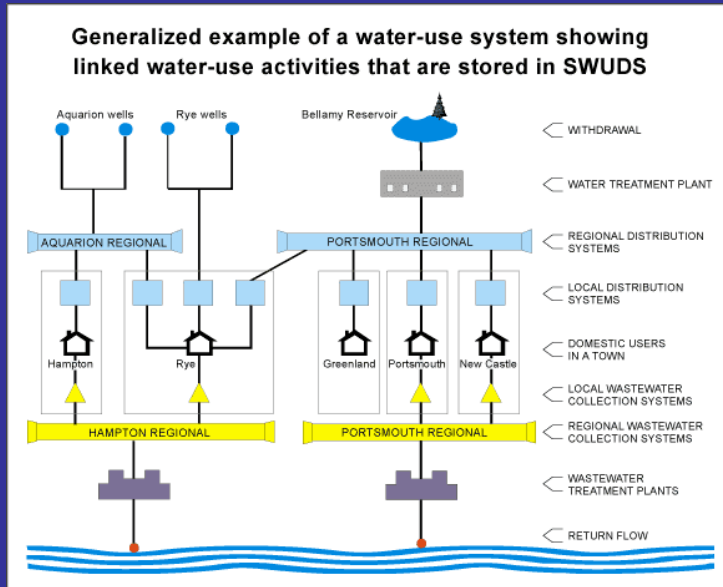 Generalized example of a water-use system showing
linked water-use activities that are stored in SWUDS
Aquarion wells
Rye wells
Bellamy Reservoir
WITHDRAWAL
WATER TREATMENT PLANT
AQUARION REGIONAL
PORTSMOUTH REGIONAL
REGIONAL DISTRIBUTION
SYSTEMS
LOCAL DISTRIBUTION
SYSTEMS
Hampton
Rye
Greenland
Portsmouth
New Castle
DOMESTIC USERS
IN A TOWN
LOCAL WASTEWATER
COLLECTION SYSTEMS
HAMPTON REGIONAL
PORTSMOUTH REGIONAL
REGIONAL WASTEWATER
COLLECTION SYSTEMS
WASTEWATER
TREATMENT PLANTS
RETURN FLOW